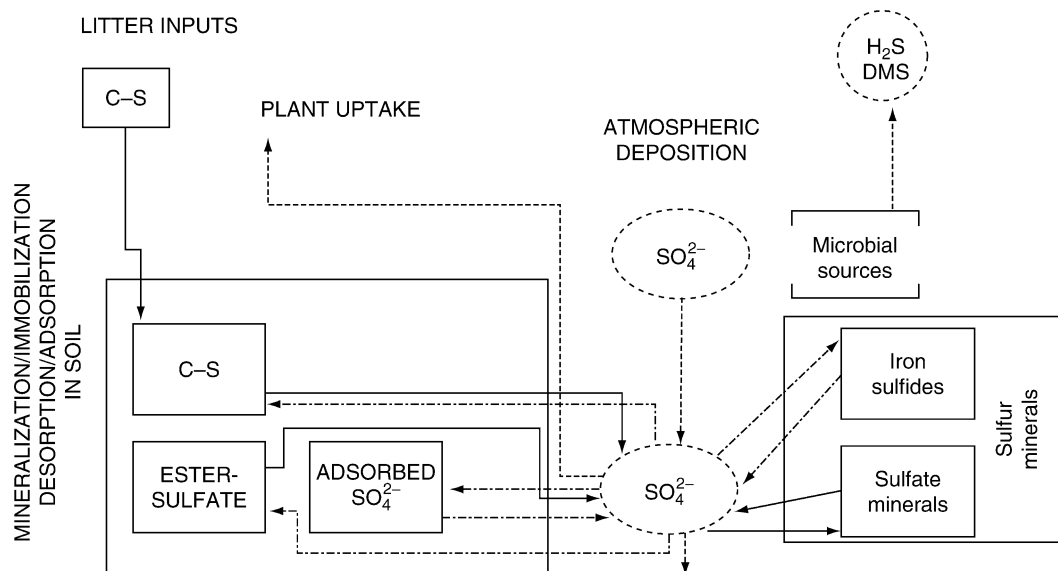 LITTER INPUTS
C–S
PLANT UPTAKE
ATMOSPHERIC
DEPOSITION
H₂S
DMS
SO₄²⁻
Microbial
sources
MINERALIZATION/IMMOBILIZATION
DESORPTION/ADSORPTION
IN SOIL
C–S
ESTER-
SULFATE
ADSORBED
SO₄²⁻
SO₄²⁻
Iron
sulfides
Sulfate
minerals
Sulfur
minerals